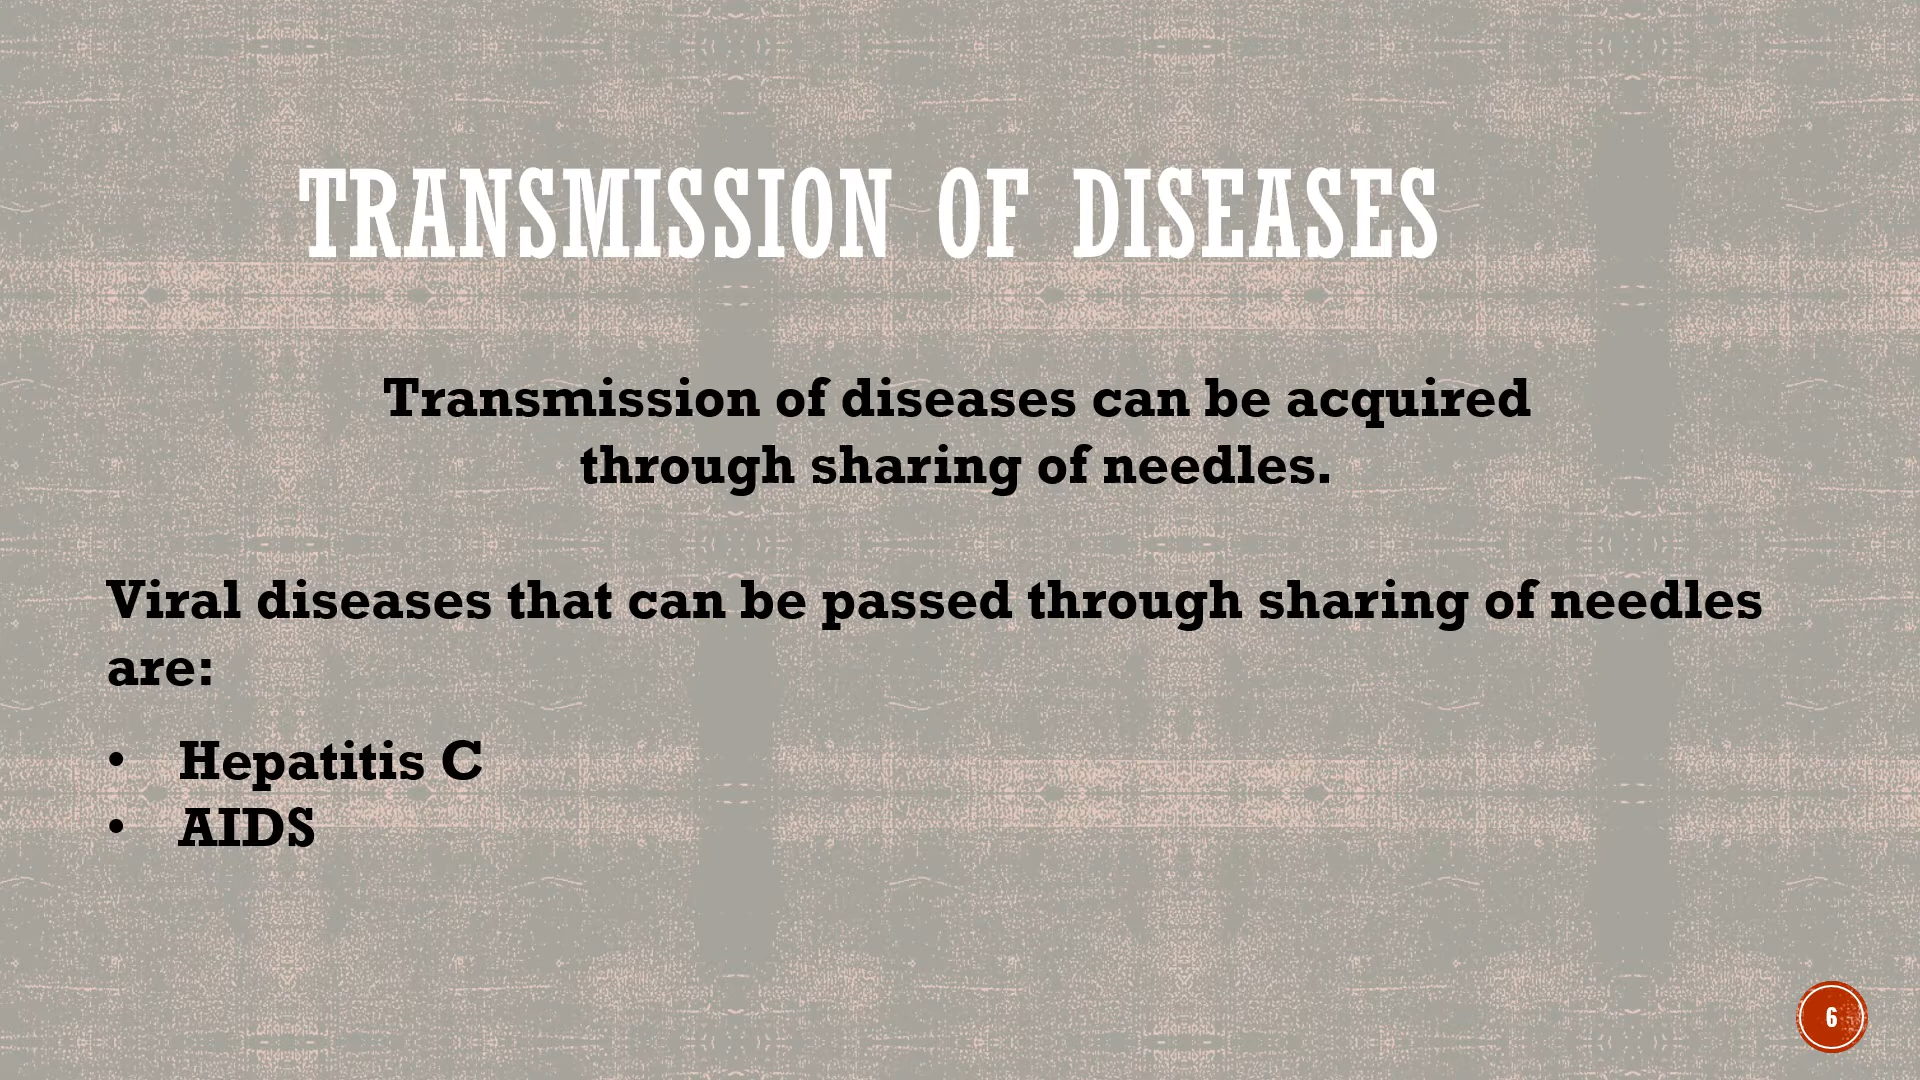 TRANSMISSION OF DISEASES
Transmission of diseases can be acquired
through sharing of needles.
Viral diseases that can be passed through sharing of needles
are:
• Hepatitis C
• AIDS
6